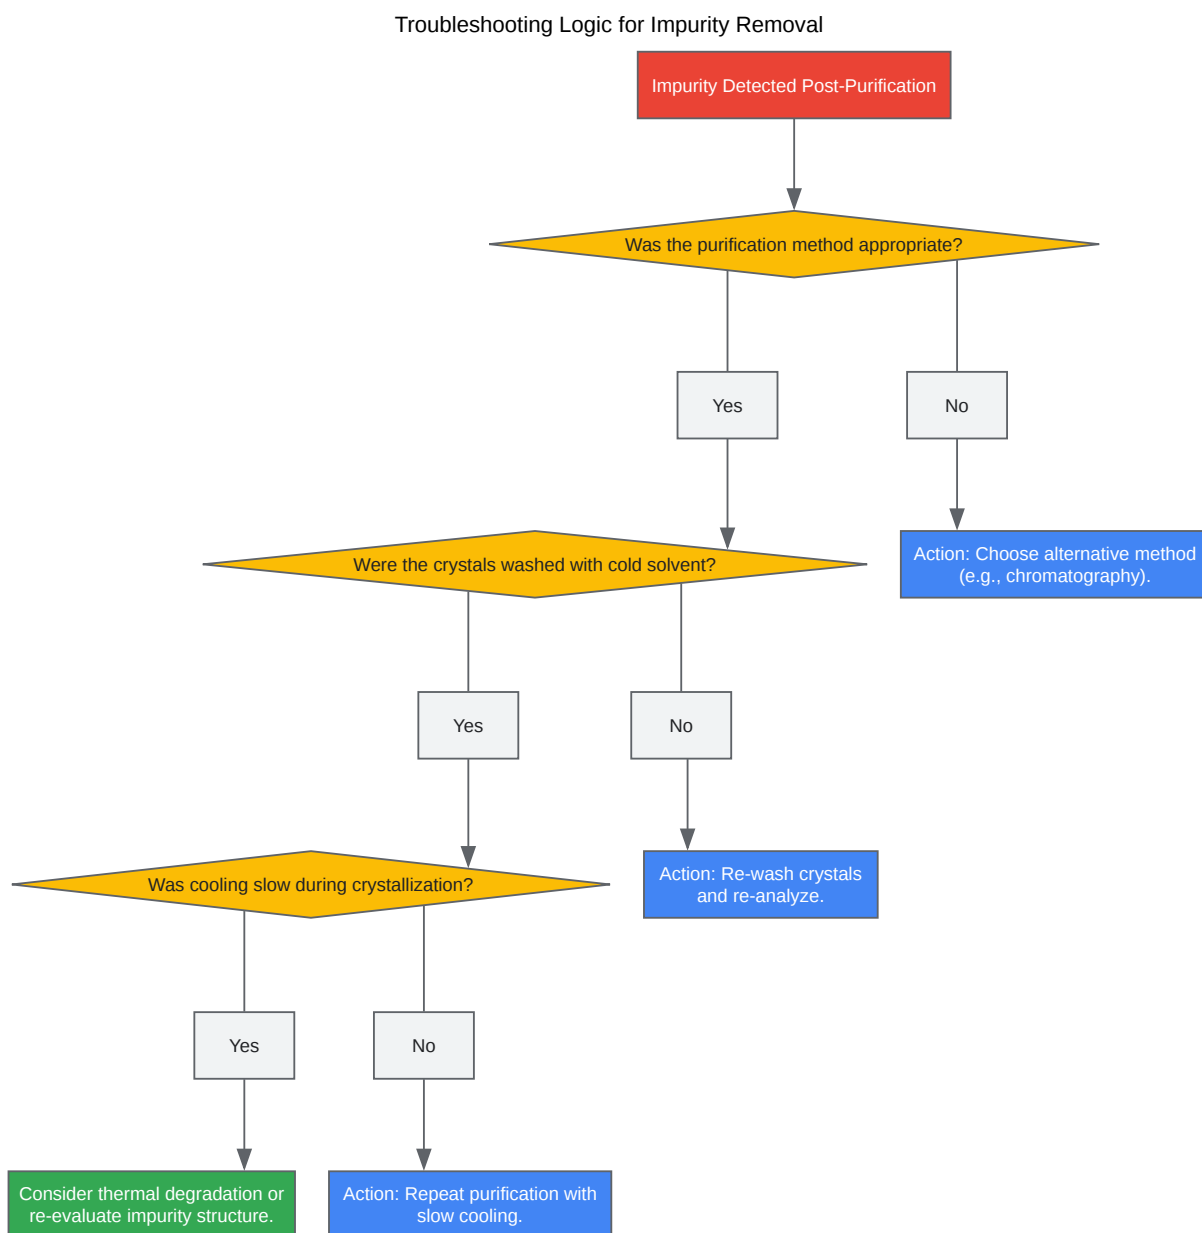 Troubleshooting Logic for Impurity Removal
Impurity Detected Post-Purification
Was the purification method appropriate?
Yes
No
Were the crystals washed with cold solvent?
Action: Choose alternative method
(e.g., chromatography).
Yes
No
Was cooling slow during crystallization?
Action: Re-wash crystals
and re-analyze.
Yes
No
Consider thermal degradation or
re-evaluate impurity structure.
Action: Repeat purification with
slow cooling.